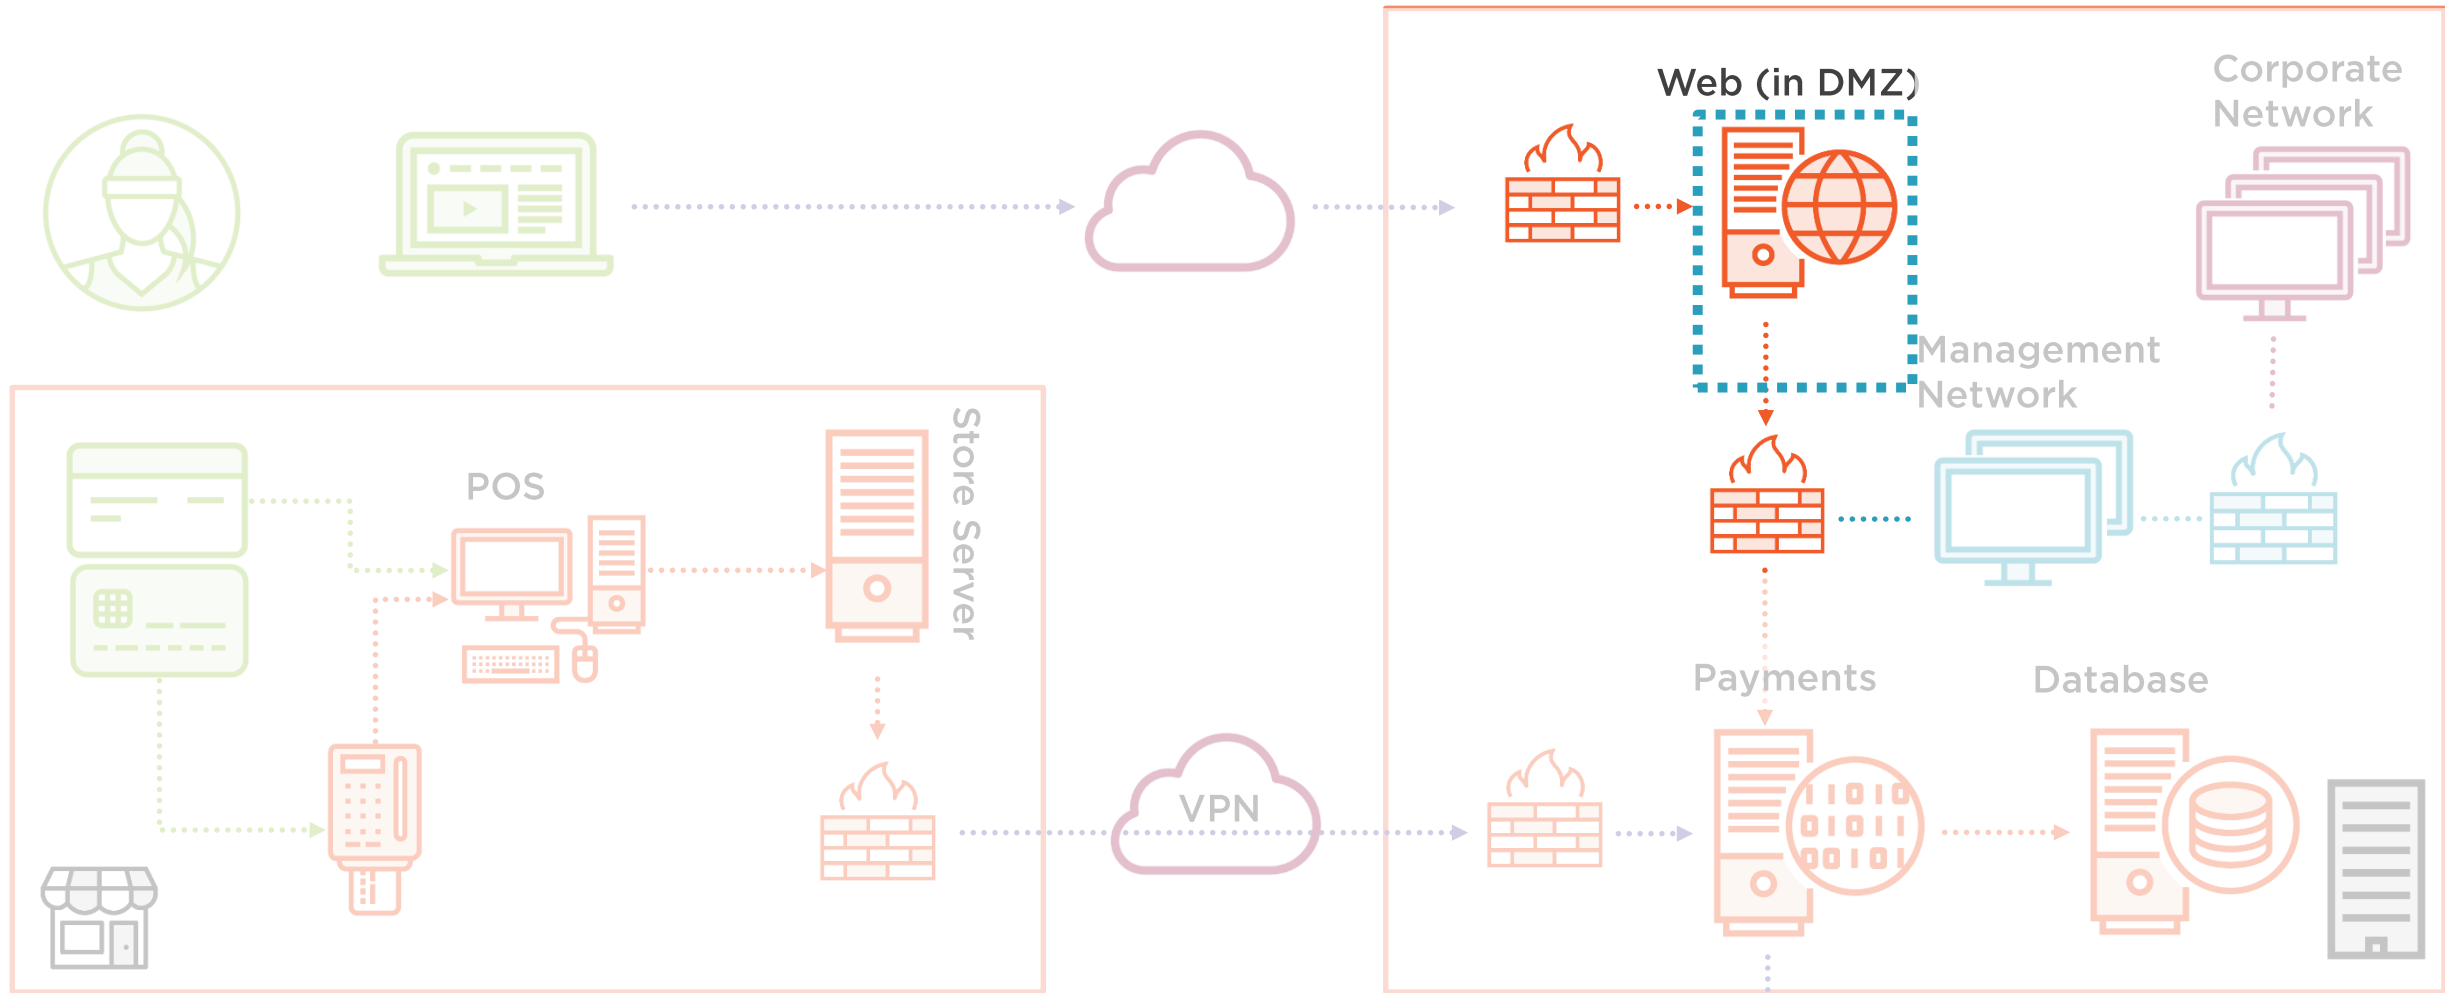 Web (in DMZ)
Corporate
Network
Management
Network
POS
Store Server
Payments
Database
VPN